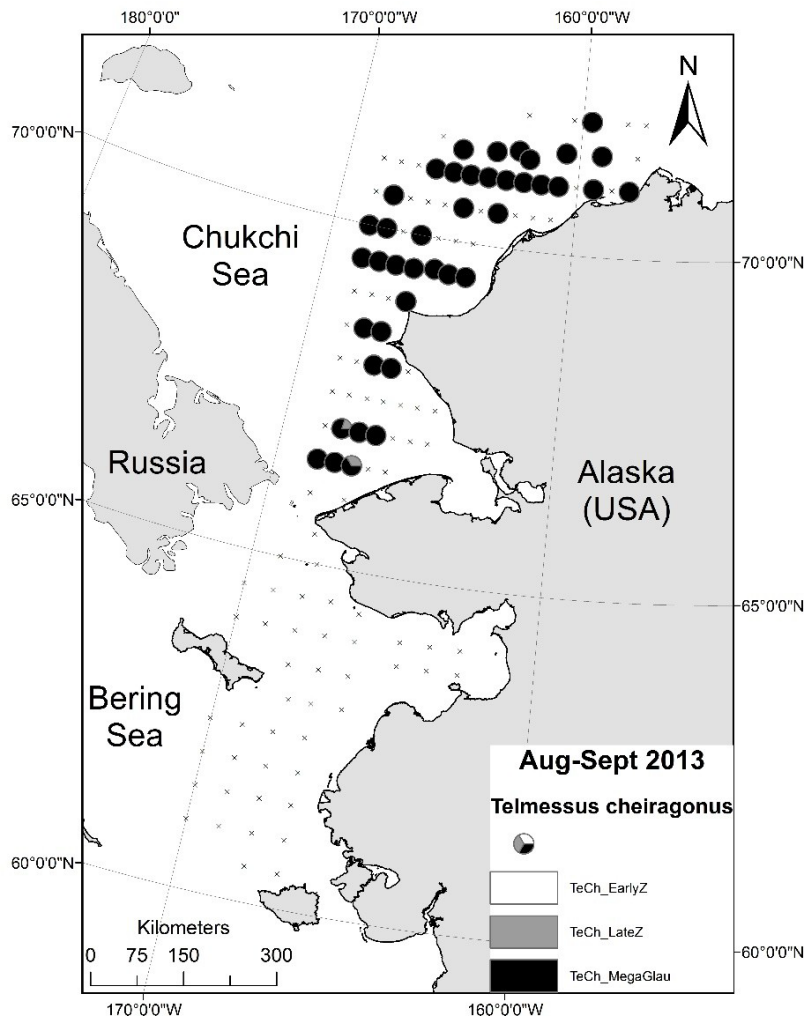 180°0'0" 170°0'0"W 160°0'0"W
N
70°0'0"N
Chukchi
Sea
70°0'0"N
Russia
Alaska
(USA)
65°0'0"N
65°0'0"N
Bering
Sea
Aug-Sept 2013
Telmessus cheiragonus
60°0'0"N
TeCh_EarlyZ
Kilometers
TeCh_LateZ
0 75 150 300
60°0'0"N
TeCh_MegaGlau
170°0'0"W 160°0'0"W